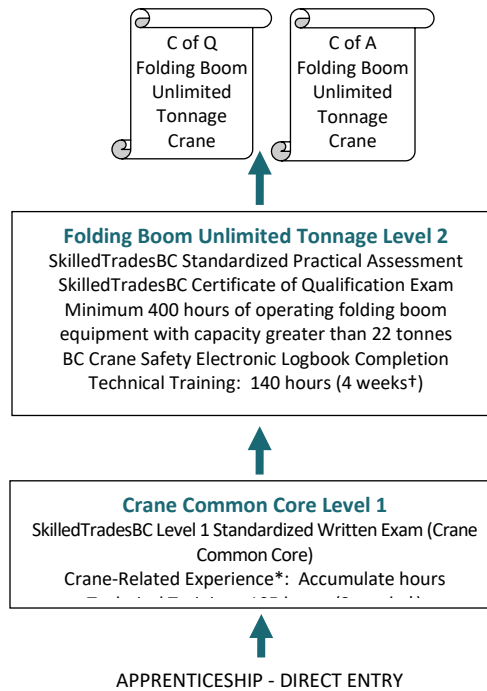 C of Q
Folding Boom
Unlimited
Tonnage
Crane
C of A
Folding Boom
Unlimited
Tonnage
Crane
Folding Boom Unlimited Tonnage Level 2
SkilledTradesBC Standardized Practical Assessment
SkilledTradesBC Certificate of Qualification Exam
Minimum 400 hours of operating folding boom
equipment with capacity greater than 22 tonnes
BC Crane Safety Electronic Logbook Completion
Technical Training: 140 hours (4 weeks†)
Crane Common Core Level 1
SkilledTradesBC Level 1 Standardized Written Exam (Crane
Common Core)
Crane-Related Experience*: Accumulate hours
APPRENTICESHIP - DIRECT ENTRY